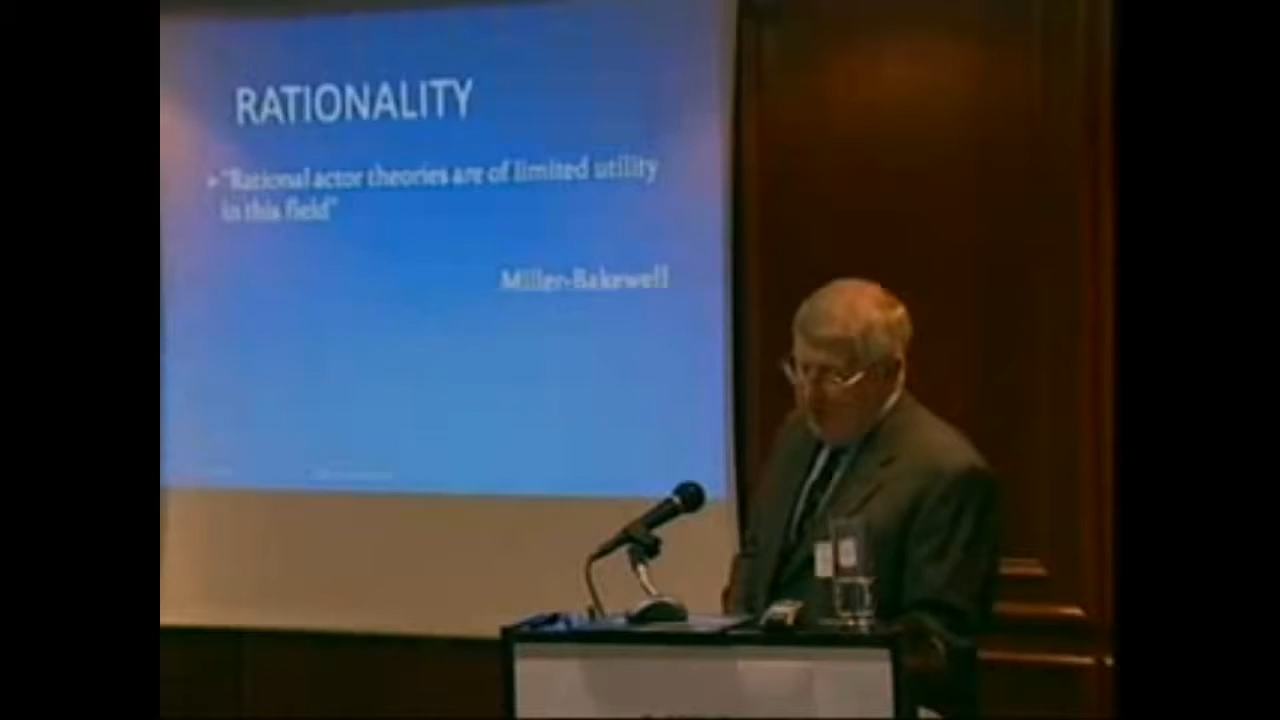 RATIONALITY
"Rational actor theories are of limited utility
in this field"
Miller-Bakewell